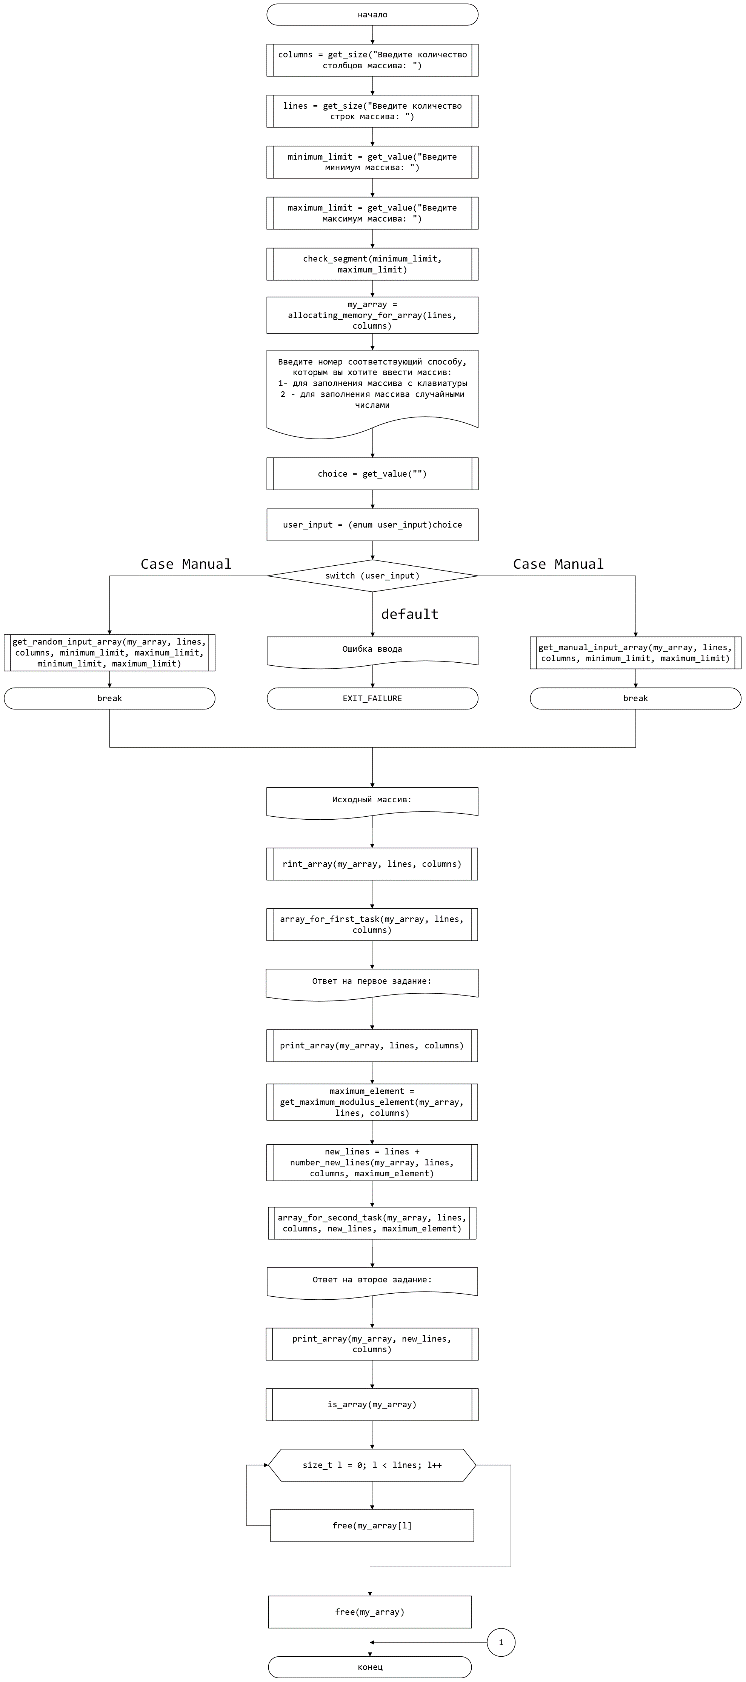 начало
columns = get_size("Введите количество
столбцов массива: ")
lines = get_size("Введите количество
строк массива: ")
minimum_limit = get_value("Введите
минимум массива: ")
maximum_limit = get_value("Введите
максимум массива: ")
check_segment(minimum_limit,
maximum_limit)
my_array =
allocating_memory_for_array(lines,
columns)
Введите номер соответствующий способу,
которым вы хотите ввести массив:
1- для заполнения массива с клавиатуры
2 - для заполнения массива случайными
числами
choice = get_value("")
user_input = (enum user_input)choice
Case Manual
switch (user_input)
Case Manual
default
get_random_input_array(my_array, lines,
columns, minimum_limit, maximum_limit,
minimum_limit, maximum_limit)
Ошибка ввода
get_manual_input_array(my_array, lines,
columns, minimum_limit, maximum_limit)
break
EXIT_FAILURE
break
Исходный массив:
rint_array(my_array, lines, columns)
array_for_first_task(my_array, lines,
columns)
Ответ на первое задание:
print_array(my_array, lines, columns)
maximum_element =
get_maximum_modulus_element(my_array,
lines, columns)
new_lines = lines +
number_new_lines(my_array, lines,
columns, maximum_element)
array_for_second_task(my_array, lines,
columns, new_lines, maximum_element)
Ответ на второе задание:
print_array(my_array, new_lines,
columns)
is_array(my_array)
size_t l = 0; l < lines; l++
free(my_array[l]
free(my_array)
1
конец